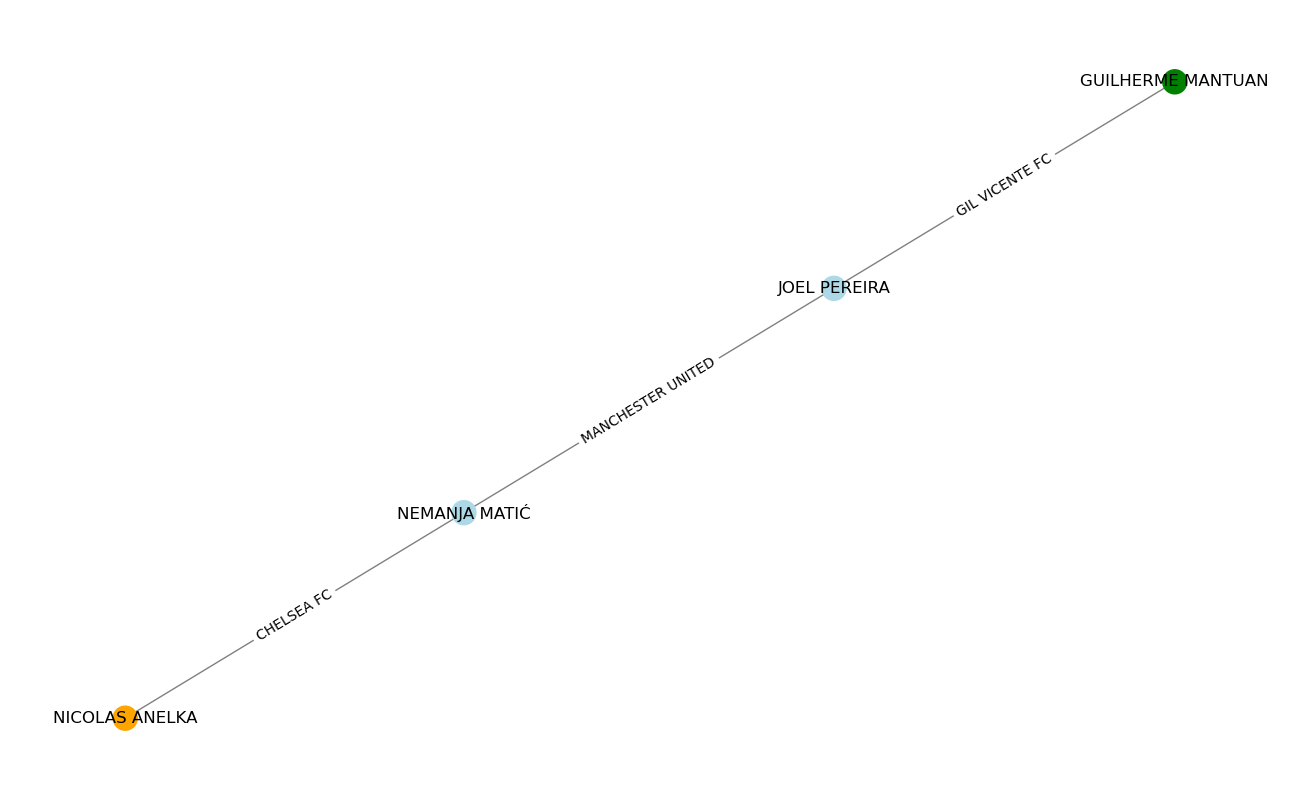 GUILHERME MANTUAN
GIL VICENTE FC
JOEL PEREIRA
MANCHESTER UNITED
NEMANJA MATIĆ
CHELSEA FC
NICOLAS ANELKA